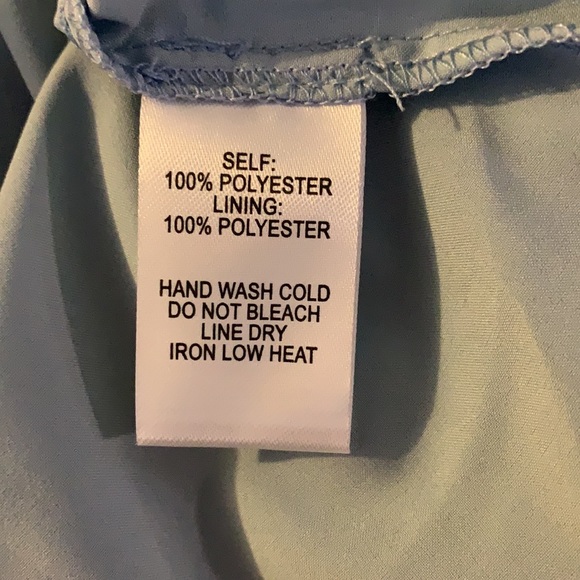 SELF:
100% POLYESTER
LINING:
100% POLYESTER
HAND WASH COLD
DO NOT BLEACH
LINE DRY
IRON LOW HEAT